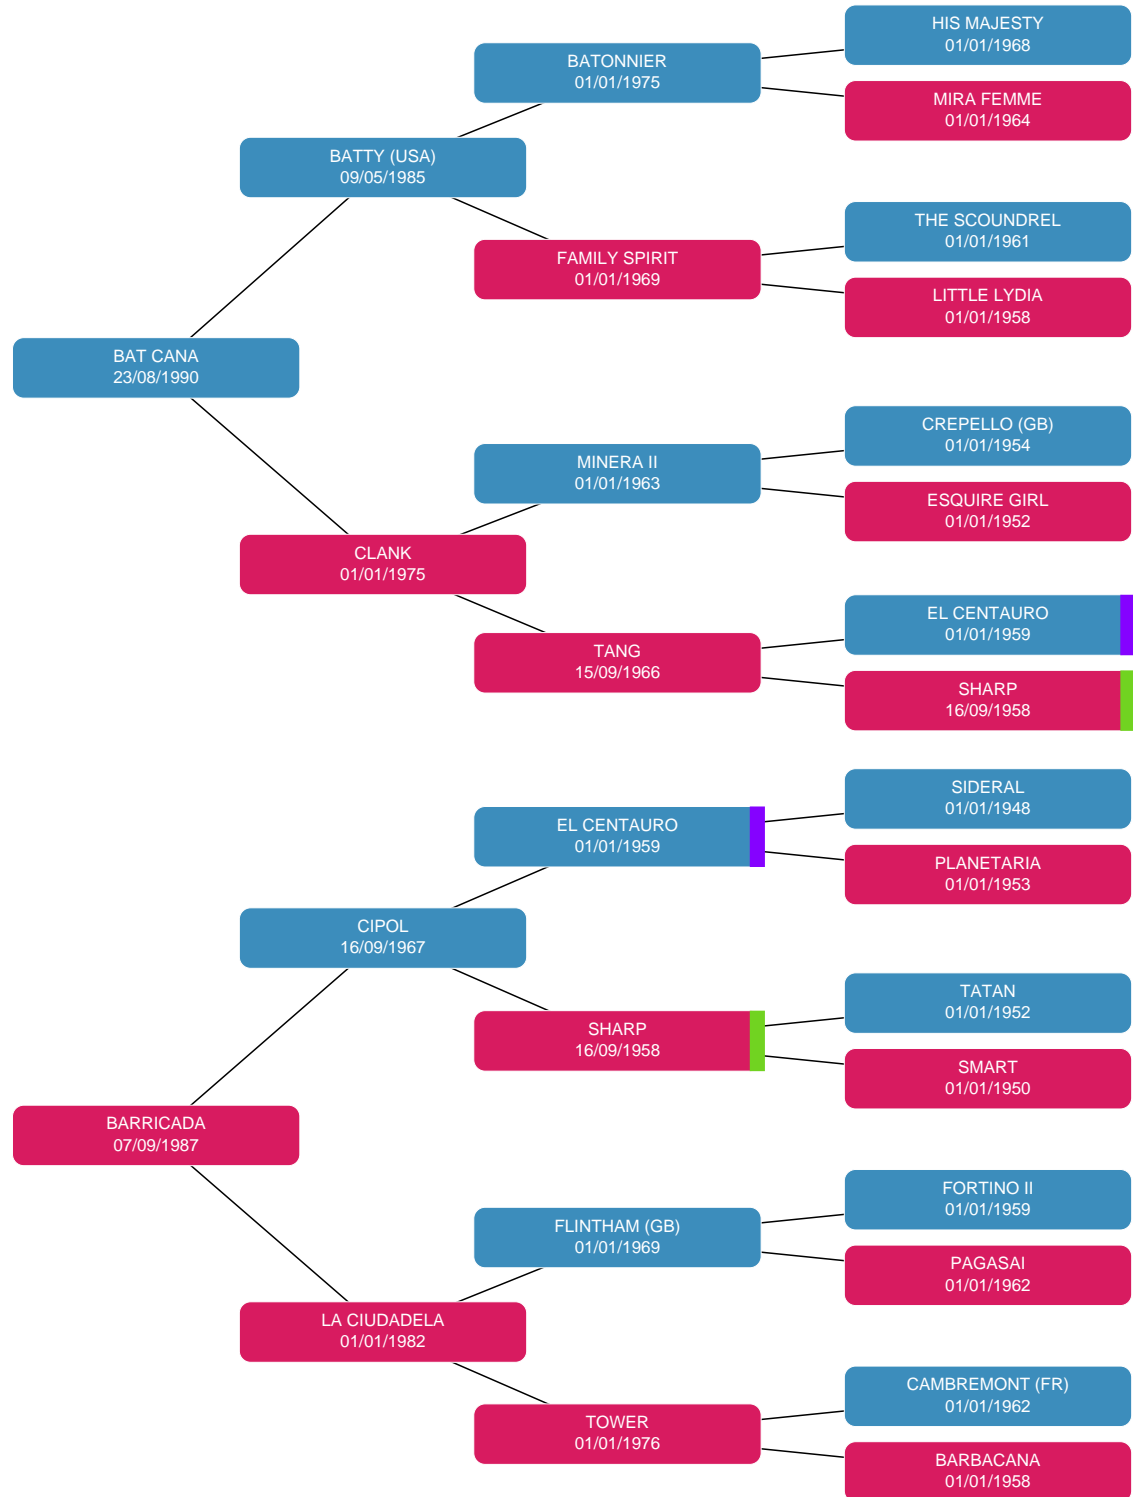 HIS MAJESTY
01/01/1968
BATONNIER
01/01/1975
MIRA FEMME
01/01/1964
BATTY (USA)
09/05/1985
THE SCOUNDREL
01/01/1961
FAMILY SPIRIT
01/01/1969
LITTLE LYDIA
01/01/1958
BAT CANA
23/08/1990
CREPELLO (GB)
01/01/1954
MINERA II
01/01/1963
ESQUIRE GIRL
01/01/1952
CLANK
01/01/1975
EL CENTAURO
01/01/1959
TANG
15/09/1966
SHARP
16/09/1958
SIDERAL
01/01/1948
EL CENTAURO
01/01/1959
PLANETARIA
01/01/1953
CIPOL
16/09/1967
TATAN
01/01/1952
SHARP
16/09/1958
SMART
01/01/1950
BARRICADA
07/09/1987
FORTINO II
01/01/1959
FLINTHAM (GB)
01/01/1969
PAGASAI
01/01/1962
LA CIUDADELA
01/01/1982
CAMBREMONT (FR)
01/01/1962
TOWER
01/01/1976
BARBACANA
01/01/1958